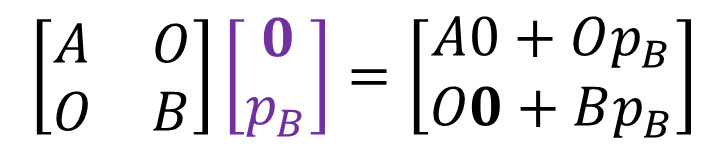 [A O] [𝟎] = [A0 + Op_B]
[O B] [p_B] = [O𝟎 + Bp_B]